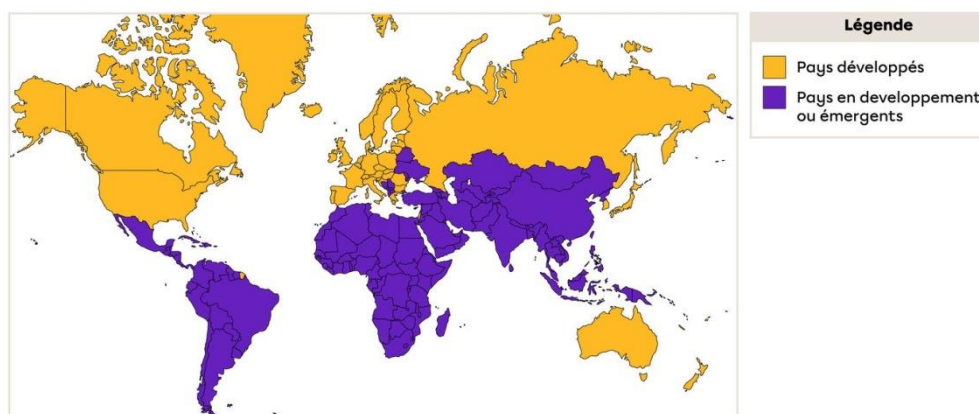 Légende
Pays développés
Pays en developpement
ou émergents